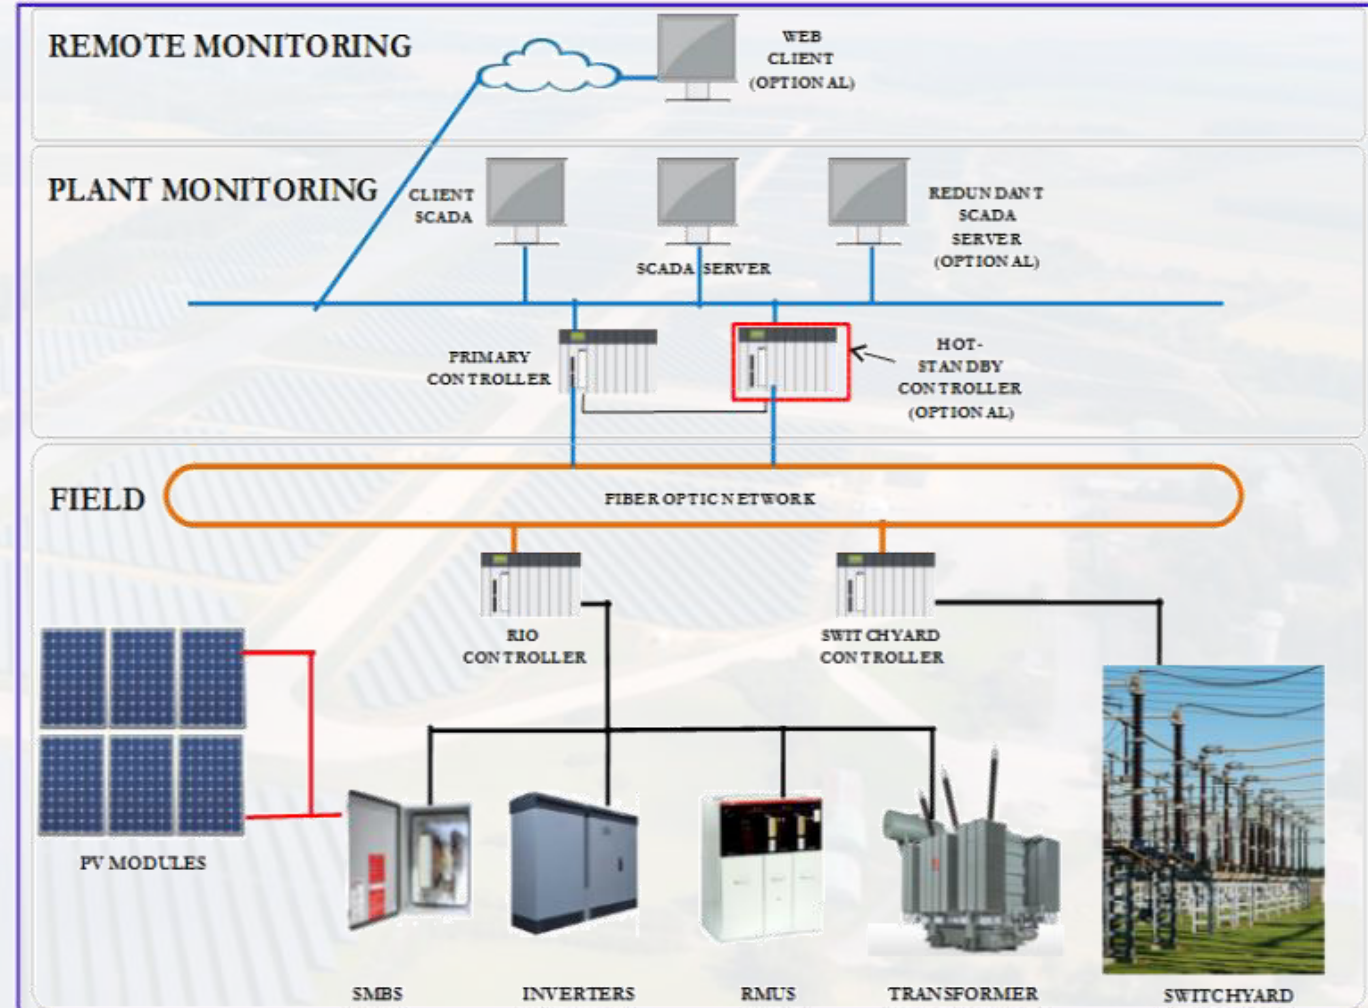 REMOTE MONITORING
WEB
CLIENT
(OPTIONAL)
PLANT MONITORING
CLIENT
SCADA
SCADA SERVER
REDUNDANT
SCADA
SERVER
(OPTIONAL)
PRIMARY
CONTROLLER
HOT-
STANDBY
CONTROLLER
(OPTIONAL)
FIELD
FIBER OPTIC NETWORK
RIO
CONTROLLER
SWITCHYARD
CONTROLLER
PV MODULES
SMBS
INVERTERS
RMUS
TRANSFORMER
SWITCHYARD